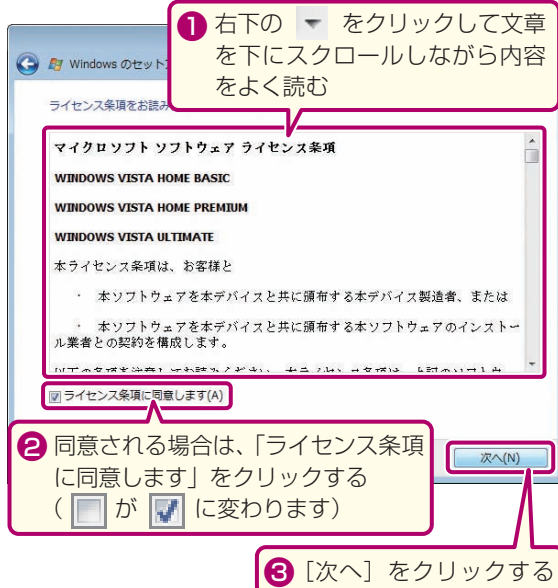 ❶ 右下の ▼ をクリックして文章
を下にスクロールしながら内容
をよく読む
Windows のセット
ライセンス条項をお読み
マイクロソフト ソフトウェア ライセンス条項
WINDOWS VISTA HOME BASIC
WINDOWS VISTA HOME PREMIUM
WINDOWS VISTA ULTIMATE
本ライセンス条項は、お客様と
・ 本ソフトウェアを本デバイスと共に頒布する本デバイス製造者、または
・ 本ソフトウェアを本デバイスと共に頒布する本ソフトウェアのインストー
ル業者との契約を構成します。
ライセンス条項に同意します(A)
❷ 同意される場合は、「ライセンス条項
に同意します」をクリックする
( が に変わります)
次へ(N)
❸ [次へ] をクリックする